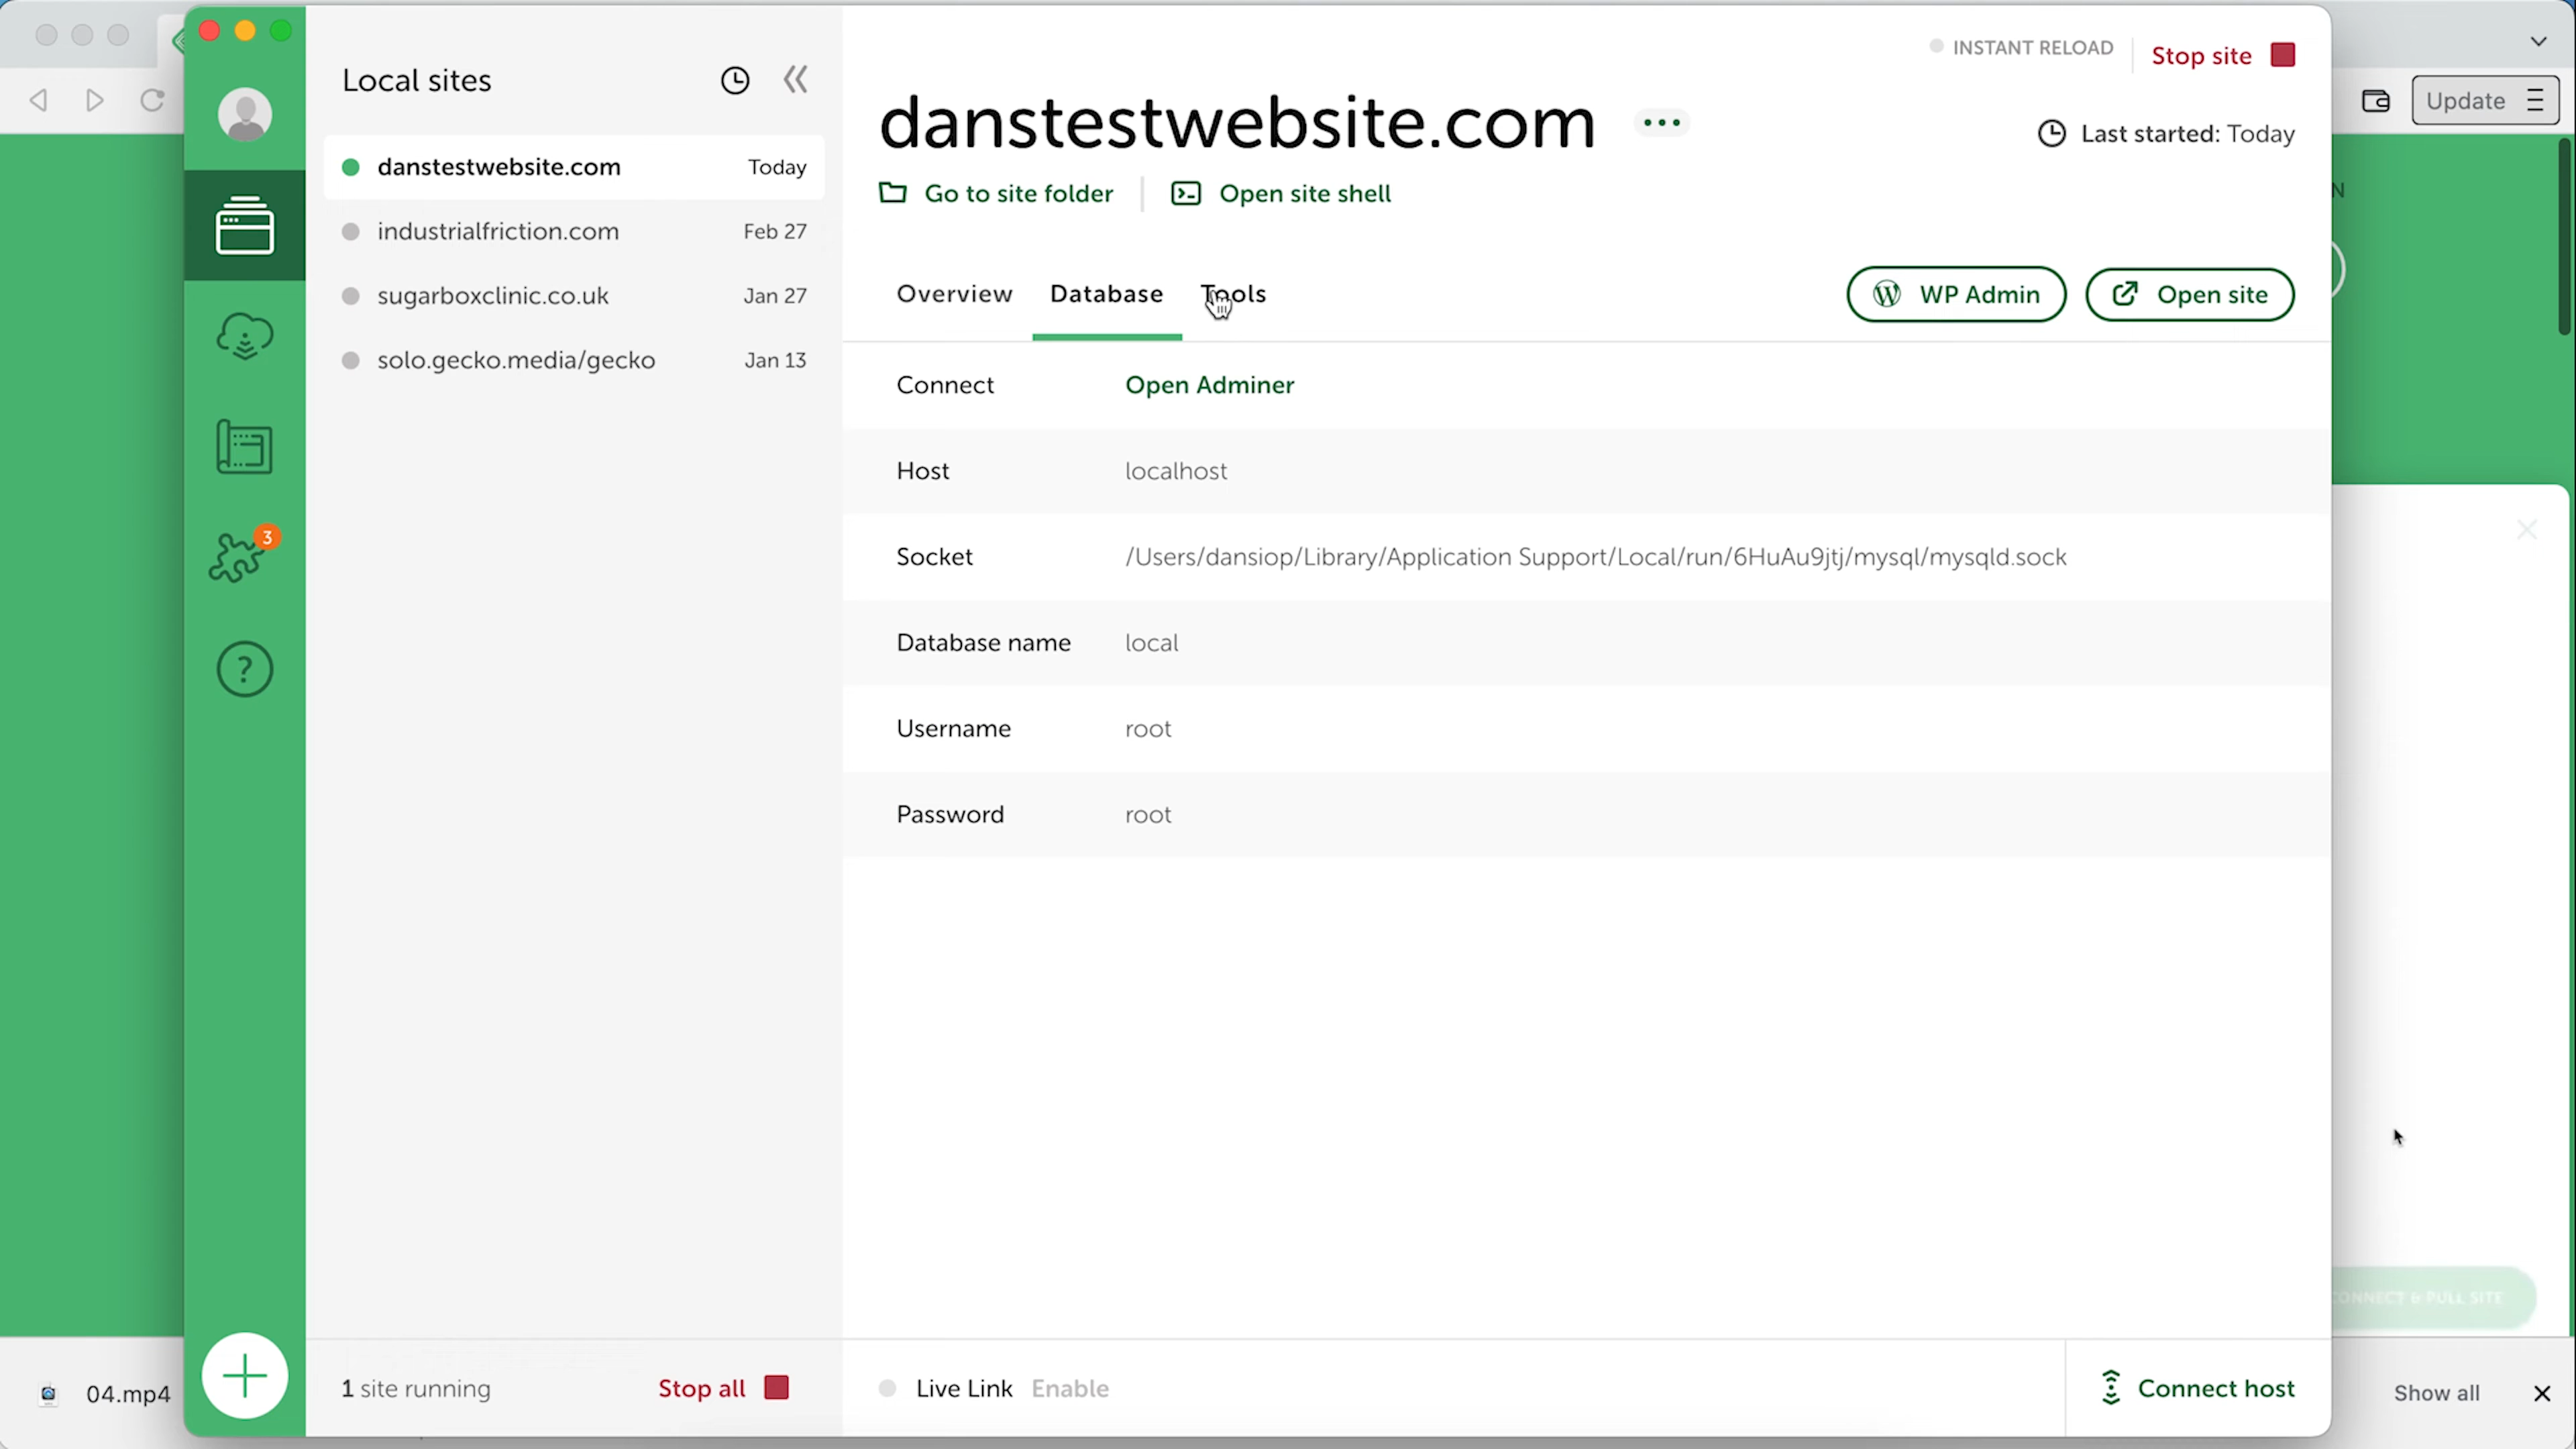 Local sites
danstestwebsite.com Today
industrialfriction.com Feb 27
sugarboxclinic.co.uk Jan 27
solo.gecko.media/gecko Jan 13
3
?
1 site running Stop all
INSTANT RELOAD Stop site
danstestwebsite.com
Last started: Today
Go to site folder Open site shell
Overview Database Tools
WP Admin Open site
Connect Open Adminer
Host localhost
Socket /Users/dansiop/Library/Application Support/Local/run/6HuAu9jtj/mysql/mysqld.sock
Database name local
Username root
Password root
Live Link Enable
Connect host
Update
N
CONNECT & PULL SITE
04.mp4
Show all